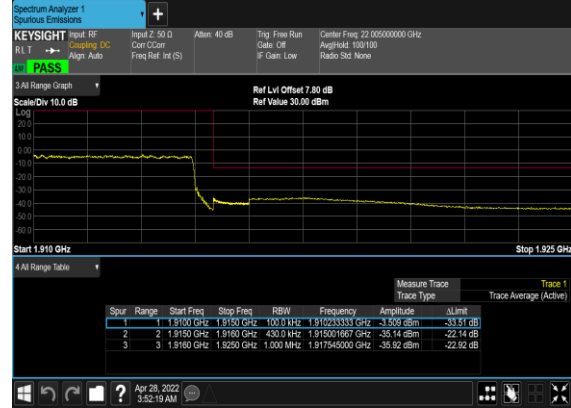 Spectrum Analyzer 1
Spurious Emissions
+
KEYSIGHT Input: RF Input Z: 50 Ω Atten: 40 dB Trig: Free Run Center Freq: 22.005000000 GHz
RLT Coupling: DC Corr CCorr Gate: Off Avg|Hold: 100/100
Align: Auto Freq Ref: Int (S) IF Gain: Low Radio Std: None
LXI PASS
3 All Range Graph
Ref Lvl Offset 7.80 dB
Scale/Div 10.0 dB Ref Value 30.00 dBm
Log
20.0
10.0
0.00
-10.0
-20.0
-30.0
-40.0
-50.0
-60.0
Start 1.910 GHz Stop 1.925 GHz
4 All Range Table
Measure Trace Trace 1
Trace Type Trace Average (Active)
Spur Range Start Freq Stop Freq RBW Frequency Amplitude ΔLimit
1 1 1.9100 GHz 1.9150 GHz 100.0 kHz 1.910233333 GHz -3.509 dBm -33.51 dB
2 2 1.9150 GHz 1.9160 GHz 430.0 kHz 1.915001667 GHz -35.14 dBm -22.14 dB
3 3 1.9160 GHz 1.9250 GHz 1.000 MHz 1.917545000 GHz -35.92 dBm -22.92 dB
? Apr 28, 2022
3:52:19 AM